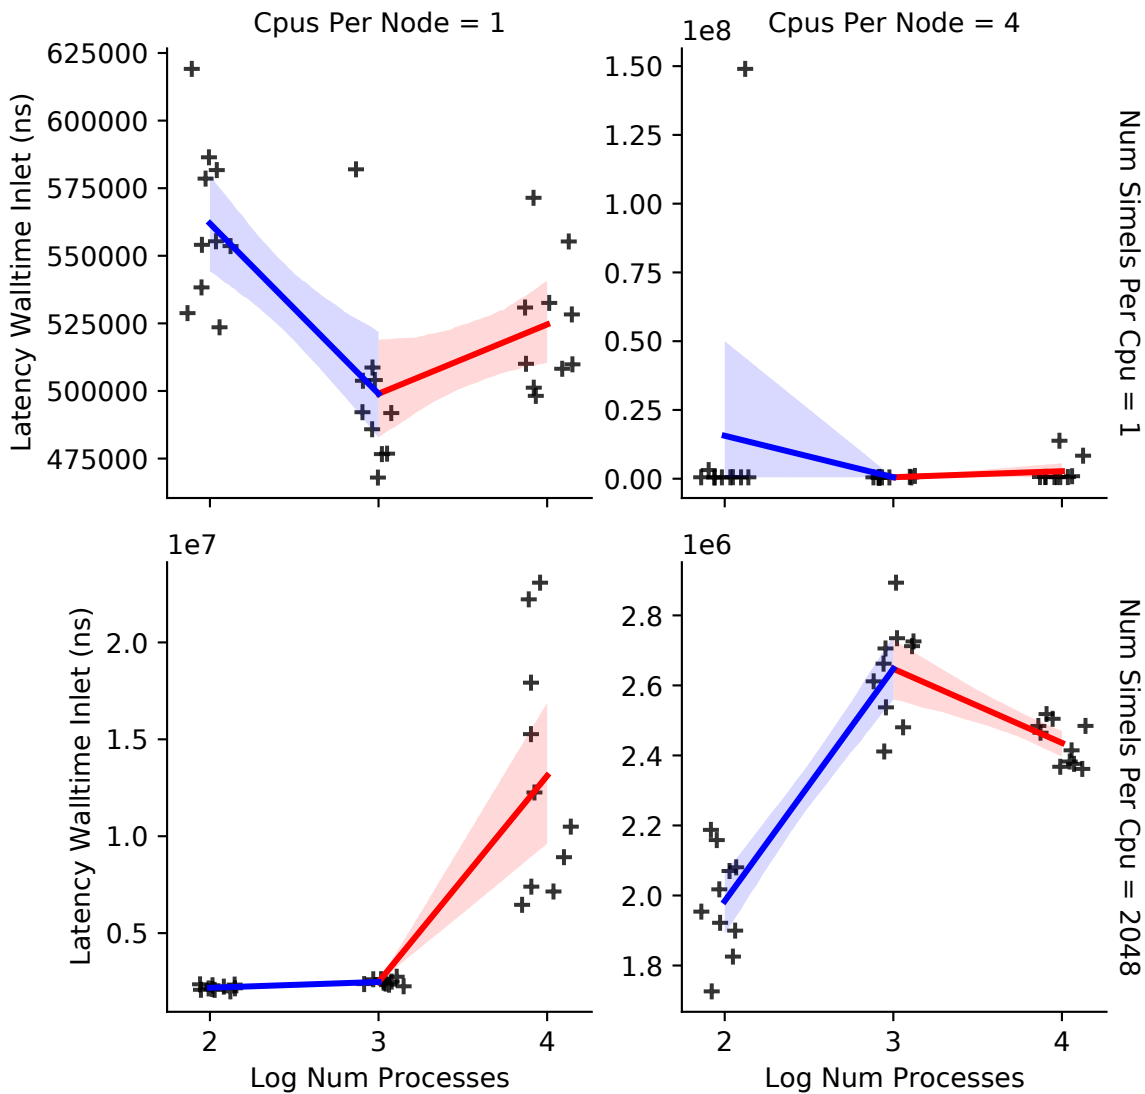 Cpus Per Node = 1
Cpus Per Node = 4
1e8
625000
600000
575000
550000
525000
500000
475000
Latency Walltime Inlet (ns)
1.50
1.25
1.00
0.75
0.50
0.25
0.00
Num Simels Per Cpu = 1
1e7
2.0
1.5
1.0
0.5
Latency Walltime Inlet (ns)
1e6
2.8
2.6
2.4
2.2
2.0
1.8
Num Simels Per Cpu = 2048
2 3 4
Log Num Processes
2 3 4
Log Num Processes